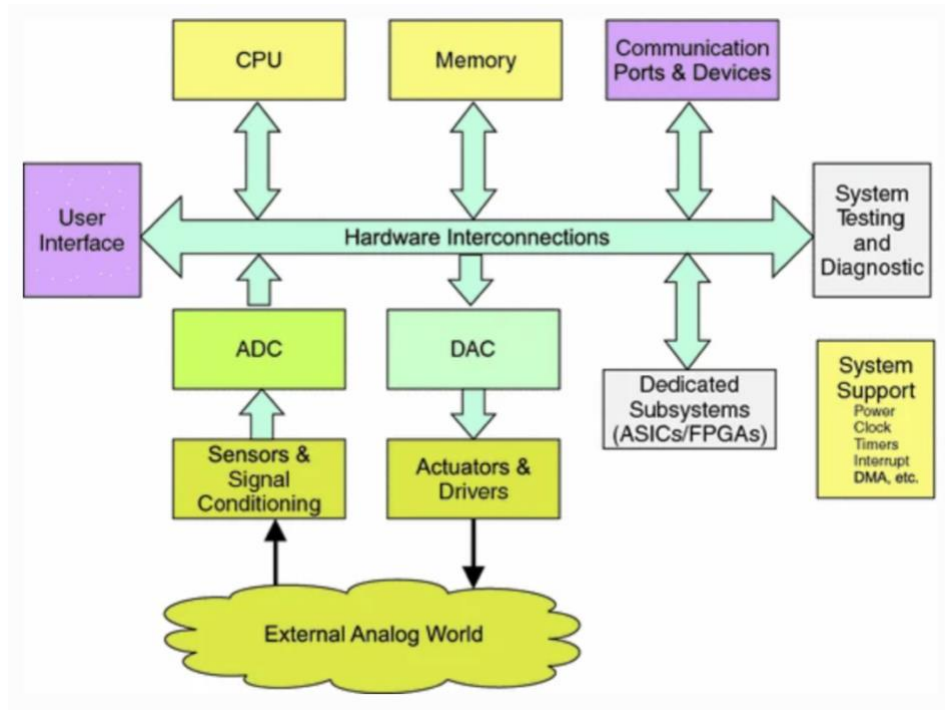 CPU
Memory
Communication
Ports & Devices
User
Interface
Hardware Interconnections
System
Testing
and
Diagnostic
ADC
DAC
Dedicated
Subsystems
(ASICs/FPGAs)
System
Support
Power
Clock
Timers
Interrupt
DMA, etc.
Sensors &
Signal
Conditioning
Actuators &
Drivers
External Analog World